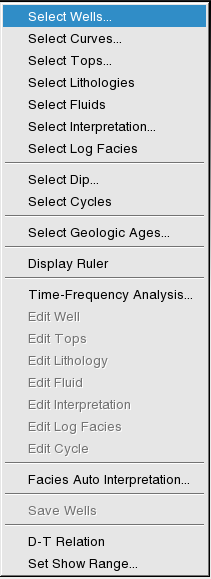 Select Wells...
Select Curves...
Select Tops...
Select Lithologies
Select Fluids
Select Interpretation...
Select Log Facies
Select Dip...
Select Cycles
Select Geologic Ages...
Display Ruler
Time-Frequency Analysis...
Edit Well
Edit Tops
Edit Lithology
Edit Fluid
Edit Interpretation
Edit Log Facies
Edit Cycle
Facies Auto Interpretation...
Save Wells
D-T Relation
Set Show Range...